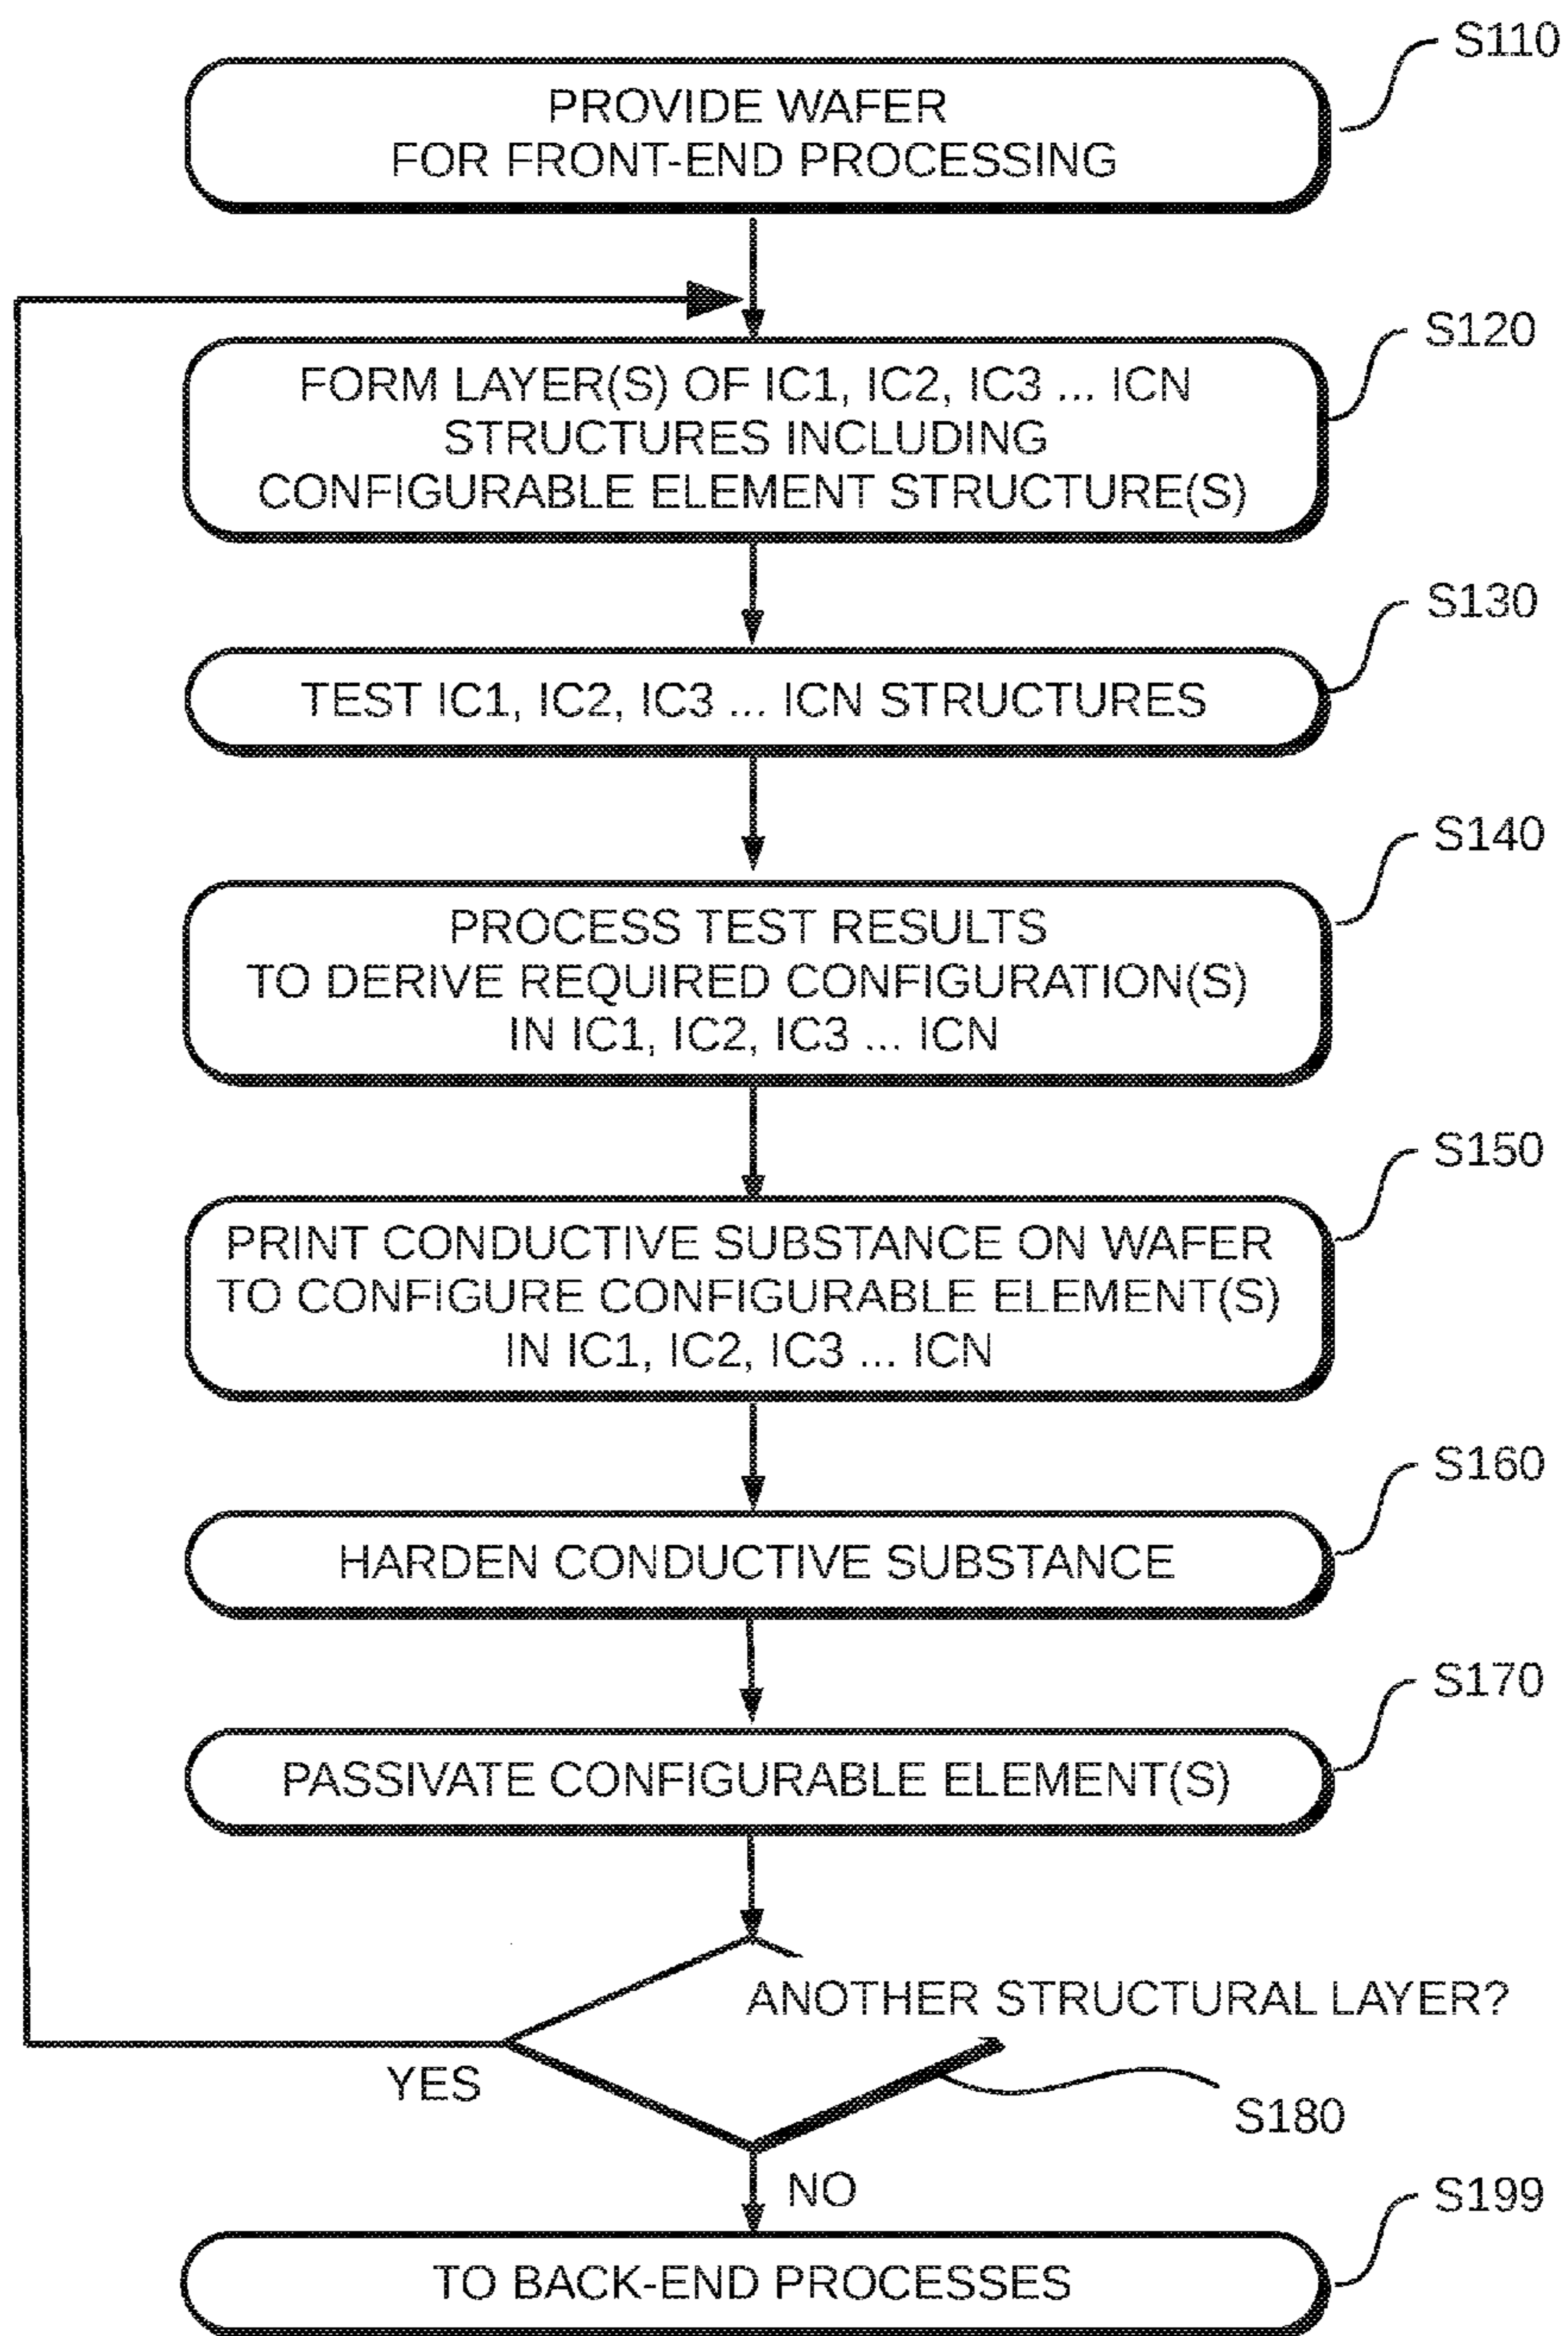 S110
PROVIDE WAFER
FOR FRONT-END PROCESSING
S120
FORM LAYER(S) OF IC1, IC2, IC3 ... ICN
STRUCTURES INCLUDING
CONFIGURABLE ELEMENT STRUCTURE(S)
S130
TEST IC1, IC2, IC3 ... ICN STRUCTURES
S140
PROCESS TEST RESULTS
TO DERIVE REQUIRED CONFIGURATION(S)
IN IC1, IC2, IC3 ... ICN
S150
PRINT CONDUCTIVE SUBSTANCE ON WAFER
TO CONFIGURE CONFIGURABLE ELEMENT(S)
IN IC1, IC2, IC3 ... ICN
S160
HARDEN CONDUCTIVE SUBSTANCE
S170
PASSIVATE CONFIGURABLE ELEMENT(S)
ANOTHER STRUCTURAL LAYER?
YES
S180
NO
S199
TO BACK-END PROCESSES